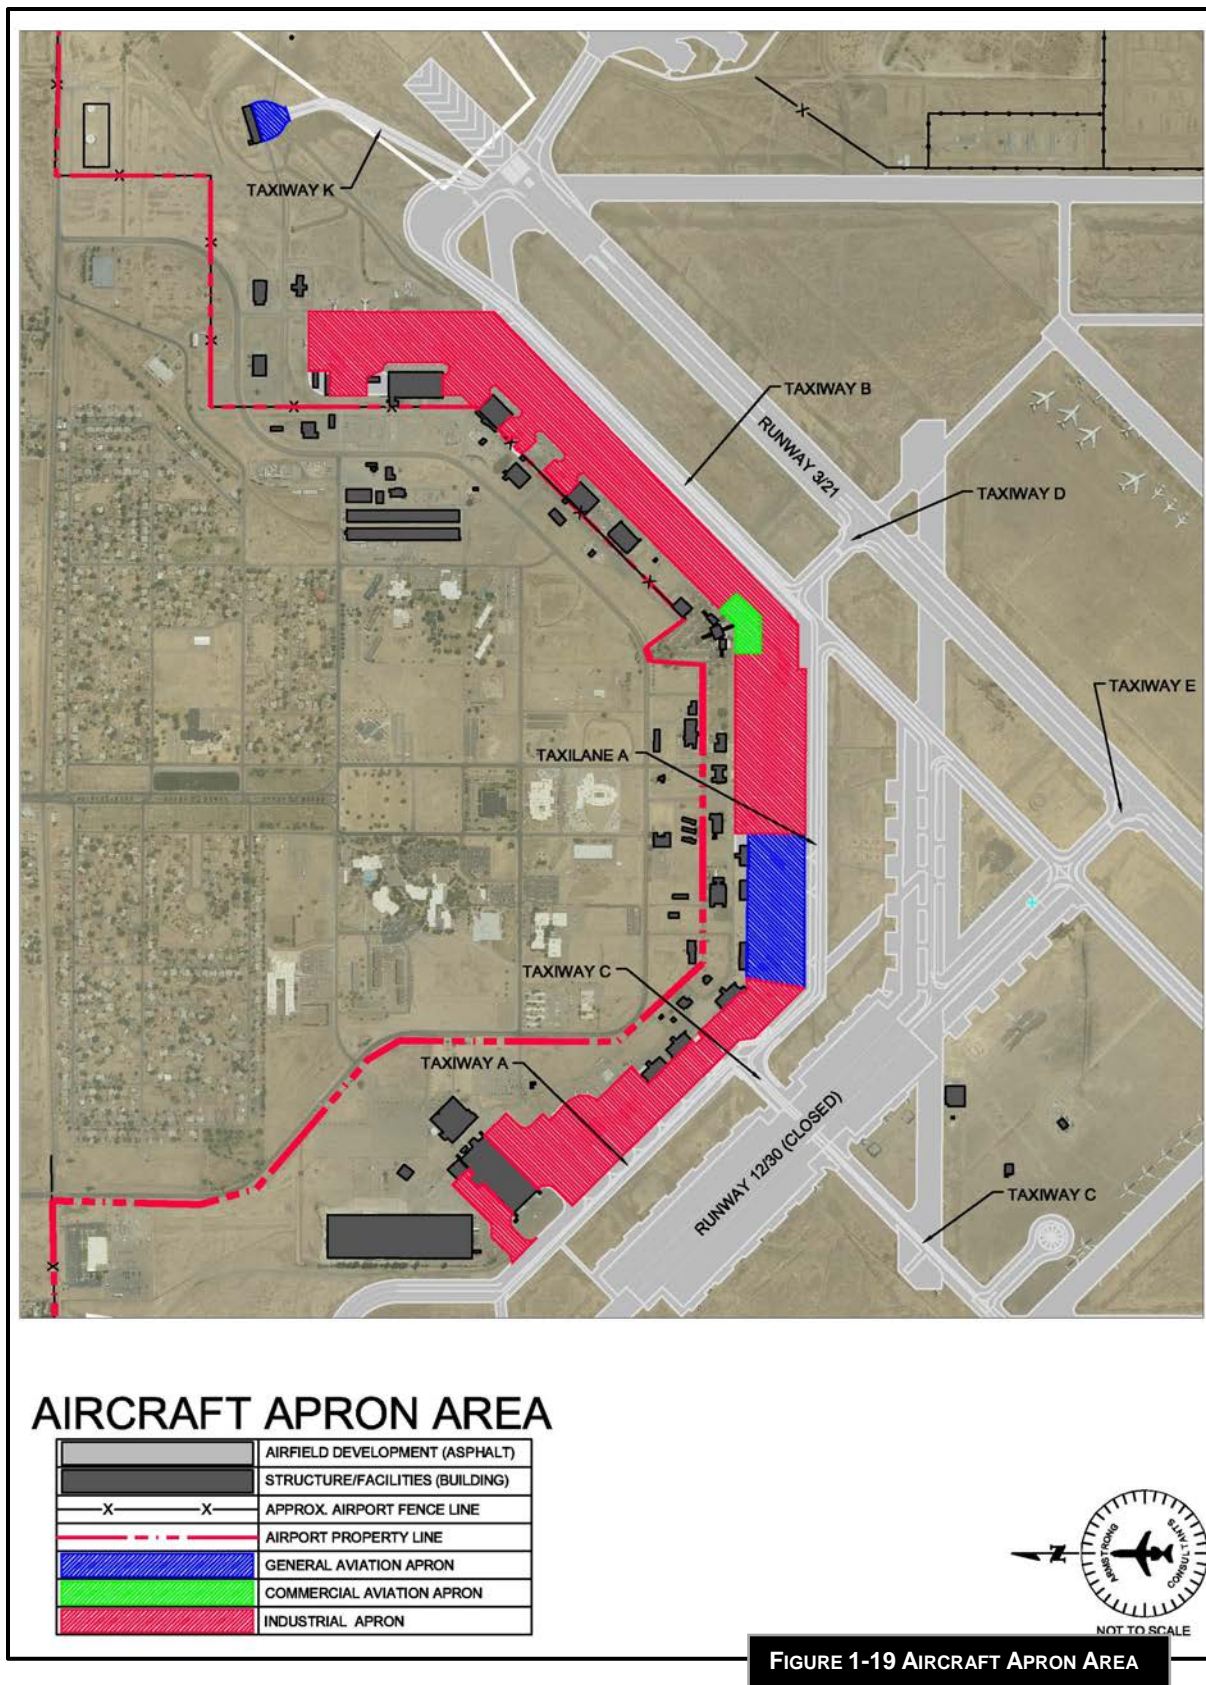 TAXIWAY K
TAXIWAY B
RUNWAY 3/21
TAXIWAY D
TAXIWAY E
TAXILANE A
TAXIWAY C
TAXIWAY A
RUNWAY 12/30 (CLOSED)
TAXIWAY C
AIRCRAFT APRON AREA
AIRFIELD DEVELOPMENT (ASPHALT)
STRUCTURE/FACILITIES (BUILDING)
X X APPROX. AIRPORT FENCE LINE
AIRPORT PROPERTY LINE
GENERAL AVIATION APRON
COMMERCIAL AVIATION APRON
INDUSTRIAL APRON
N
ARMSTRONG
CONSULTANTS
NOT TO SCALE
FIGURE 1-19 AIRCRAFT APRON AREA